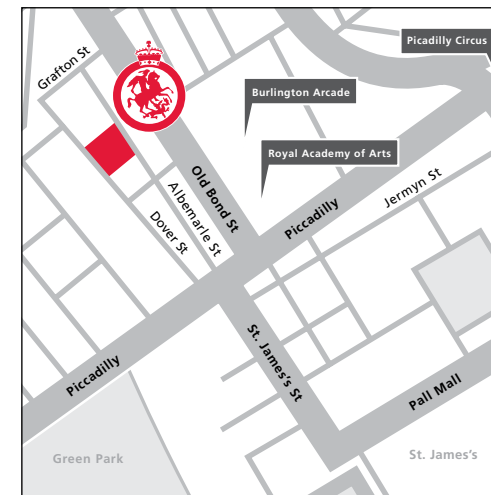 Picadilly Circus
Grafton St
Burlington Arcade
Royal Academy of Arts
Old Bond St
Albemarle St
Dover St
Piccadilly
Jermyn St
St. James's St
Piccadilly
Pall Mall
Green Park
St. James's